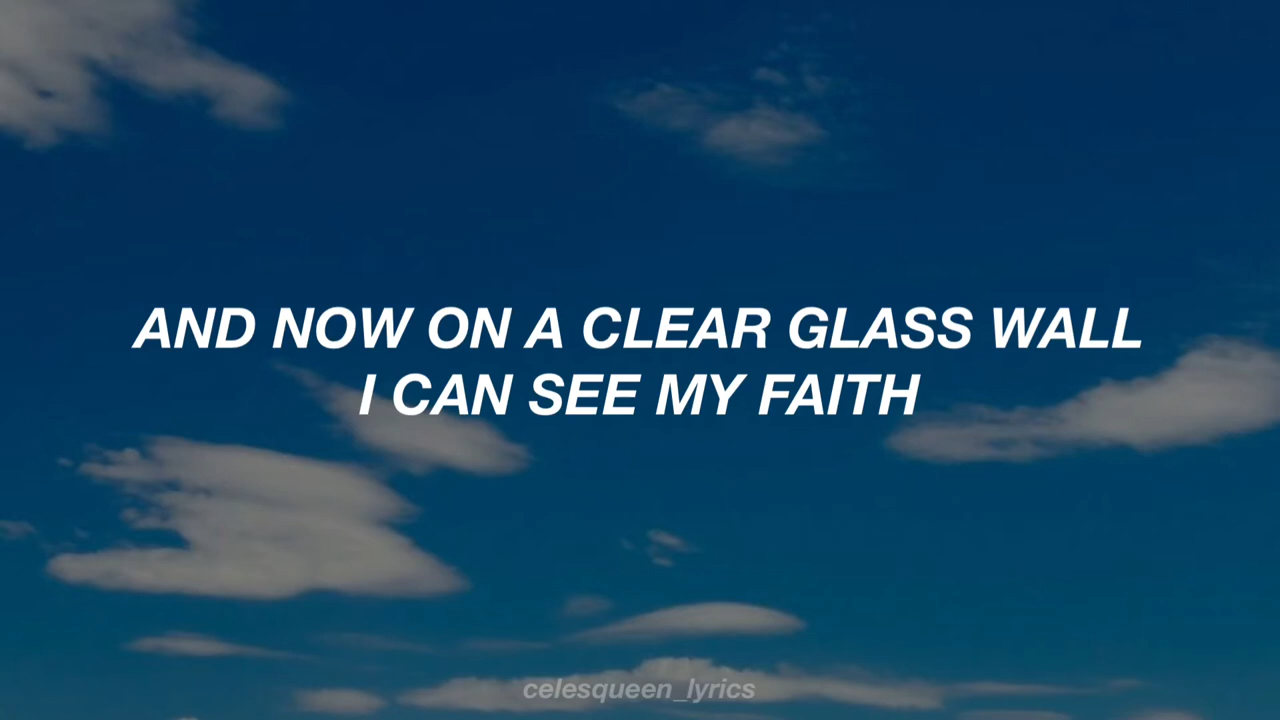 AND NOW ON A CLEAR GLASS WALL
I CAN SEE MY FAITH
celesqueen_lyrics